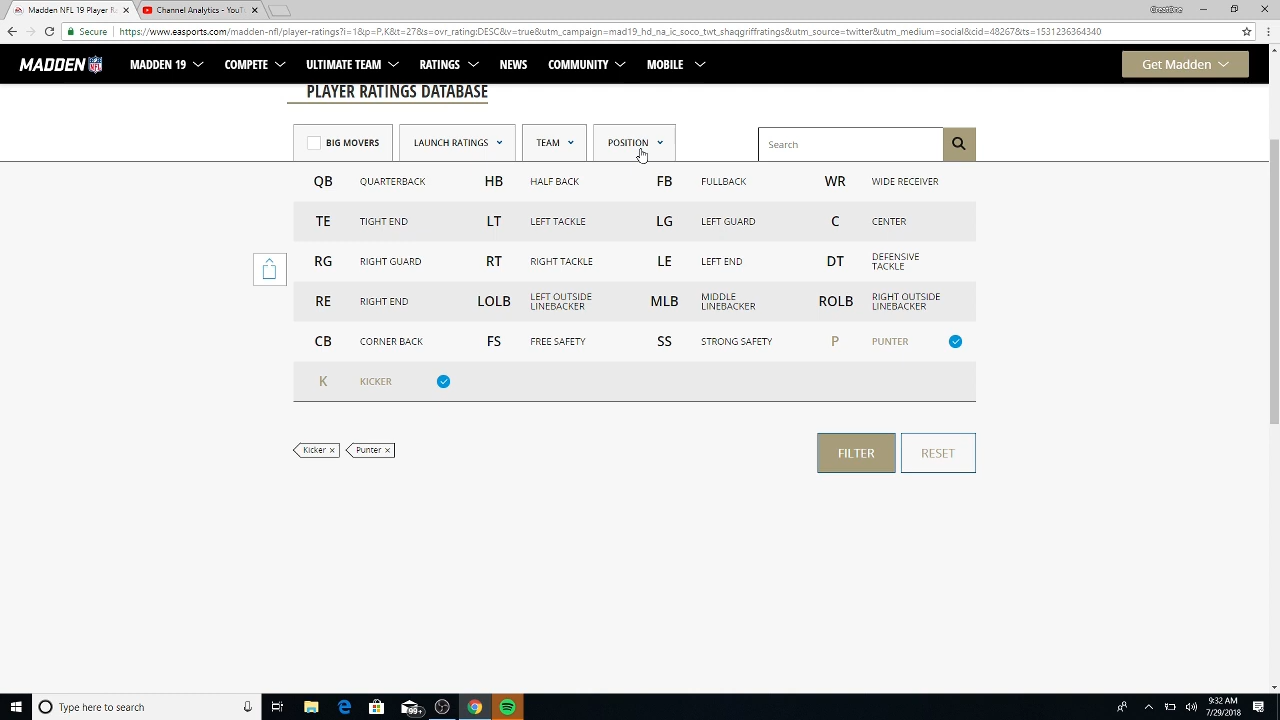 Madden NFL 19 Player R
Channel Analytics - YouT
CrestOne
Secure
https://www.easports.com/madden-nfl/player-ratings?i=1&p=P,K&t=27&s=ovr_rating:DESC&v=true&utm_campaign=mad19_hd_na_ic_soco_twt_shaqgriffratings&utm_source=twitter&utm_medium=social&cid=48267&ts=1531236364340
MADDEN NFL
MADDEN 19
COMPETE
ULTIMATE TEAM
RATINGS
NEWS
COMMUNITY
MOBILE
Get Madden
PLAYER RATINGS DATABASE
BIG MOVERS
LAUNCH RATINGS
TEAM
POSITION
Search
QB QUARTERBACK HB HALF BACK FB FULLBACK WR WIDE RECEIVER
TE TIGHT END LT LEFT TACKLE LG LEFT GUARD C CENTER
RG RIGHT GUARD RT RIGHT TACKLE LE LEFT END DT DEFENSIVE TACKLE
RE RIGHT END LOLB LEFT OUTSIDE LINEBACKER MLB MIDDLE LINEBACKER ROLB RIGHT OUTSIDE LINEBACKER
CB CORNER BACK FS FREE SAFETY SS STRONG SAFETY P PUNTER
K KICKER
Kicker × Punter ×
FILTER
RESET
Type here to search
99+
9:32 AM
7/29/2018